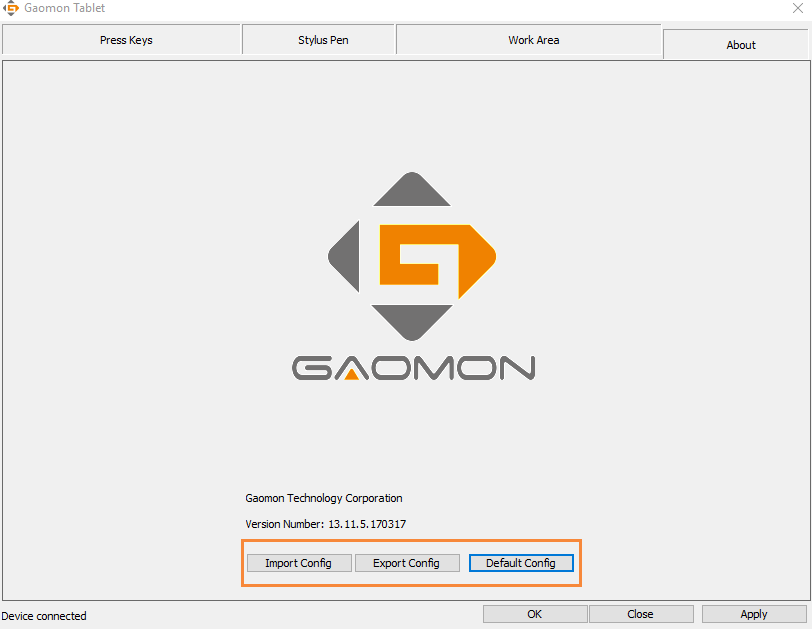 Gaomon Tablet
Press Keys Stylus Pen Work Area About
GAOMON
Gaomon Technology Corporation
Version Number: 13.11.5.170317
Import Config Export Config Default Config
Device connected OK Close Apply